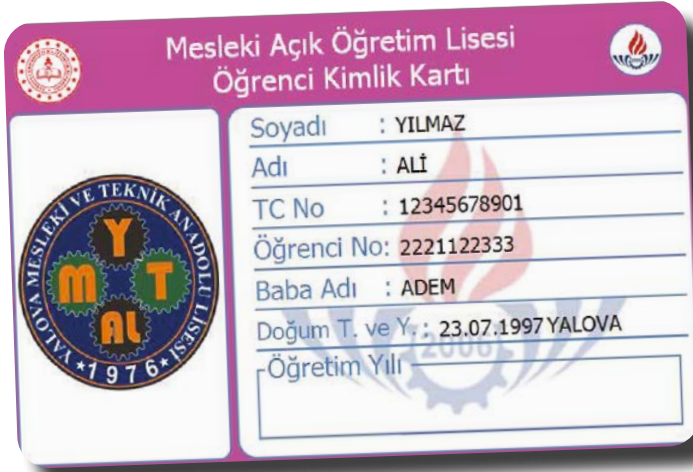 Mesleki Açık Öğretim Lisesi
Öğrenci Kimlik Kartı
Soyadı : YILMAZ
Adı : ALİ
TC No : 12345678901
Öğrenci No: 2221122333
Baba Adı : ADEM
Doğum T. ve Y. : 23.07.1997 YALOVA
Öğretim Yılı
2006
YALOVA MESLEKİ VE TEKNİK ANADOLU LİSESİ
Y
M T
AL
*1976*